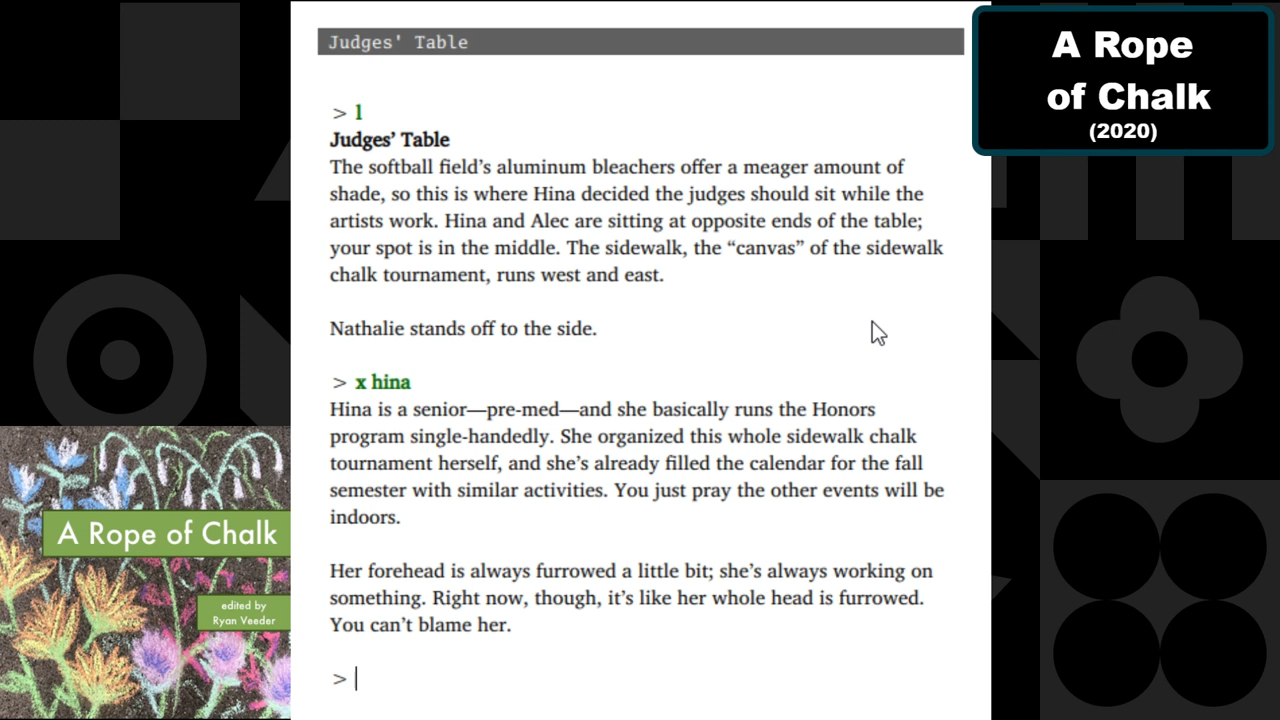 Judges' Table
> l
Judges’ Table
The softball field’s aluminum bleachers offer a meager amount of
shade, so this is where Hina decided the judges should sit while the
artists work. Hina and Alec are sitting at opposite ends of the table;
your spot is in the middle. The sidewalk, the “canvas” of the sidewalk
chalk tournament, runs west and east.
Nathalie stands off to the side.
> x hina
Hina is a senior—pre-med—and she basically runs the Honors
program single-handedly. She organized this whole sidewalk chalk
tournament herself, and she’s already filled the calendar for the fall
semester with similar activities. You just pray the other events will be
indoors.
Her forehead is always furrowed a little bit; she’s always working on
something. Right now, though, it’s like her whole head is furrowed.
You can’t blame her.
>
A Rope
of Chalk
(2020)
A Rope of Chalk
edited by
Ryan Veeder